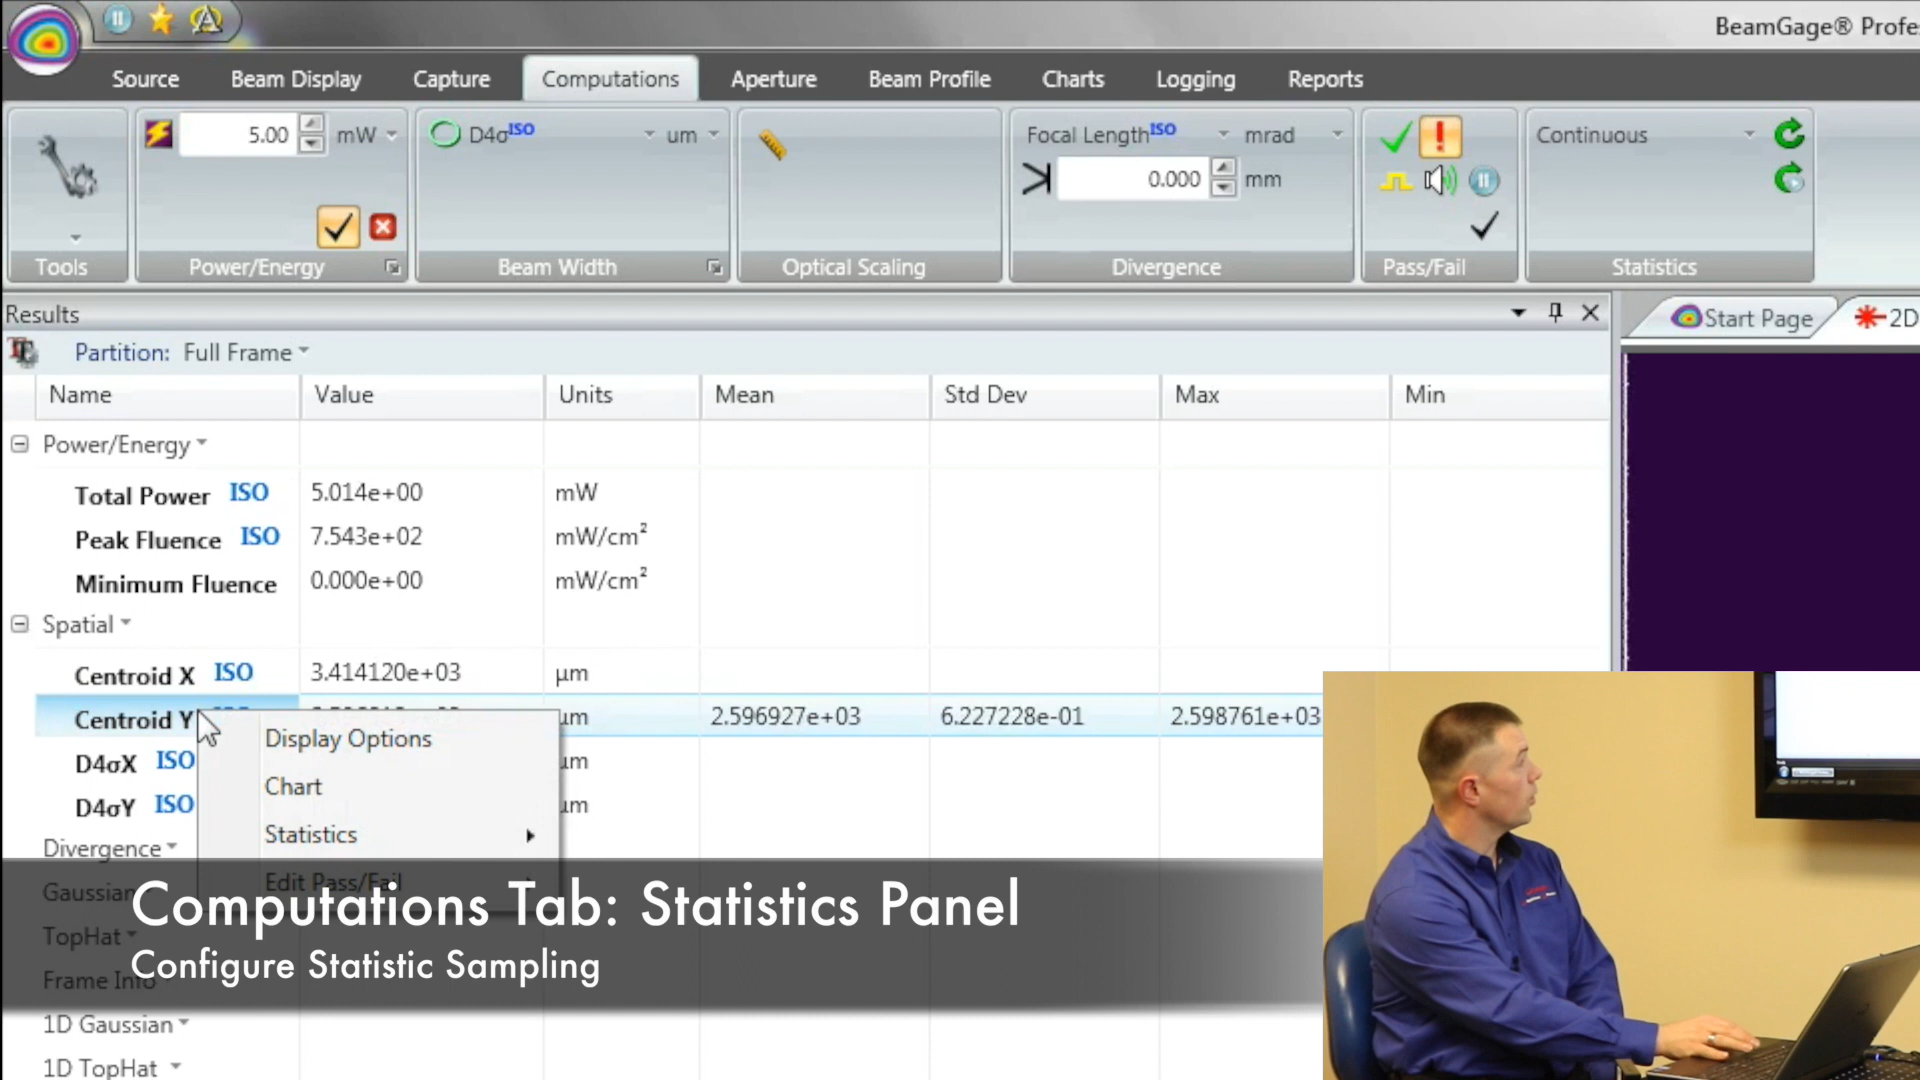 BeamGage® Profe
Source Beam Display Capture Computations Aperture Beam Profile Charts Logging Reports
5.00 mW D4σISO um Focal LengthISO mrad Continuous
0.000 mm
Tools Power/Energy Beam Width Optical Scaling Divergence Pass/Fail Statistics
Results
Start Page 2D
Partition: Full Frame
Name Value Units Mean Std Dev Max Min
Power/Energy
Total Power ISO 5.014e+00 mW
Peak Fluence ISO 7.543e+02 mW/cm²
Minimum Fluence 0.000e+00 mW/cm²
Spatial
Centroid X ISO 3.414120e+03 µm
Centroid Y µm 2.596927e+03 6.227228e-01 2.598761e+03
Display Options
D4σX ISO µm
Chart
D4σY ISO µm
Statistics
Divergence
Edit Pass/Fail
Gaussian
Computations Tab: Statistics Panel
TopHat
Configure Statistic Sampling
Frame Info
1D Gaussian
1D TopHat